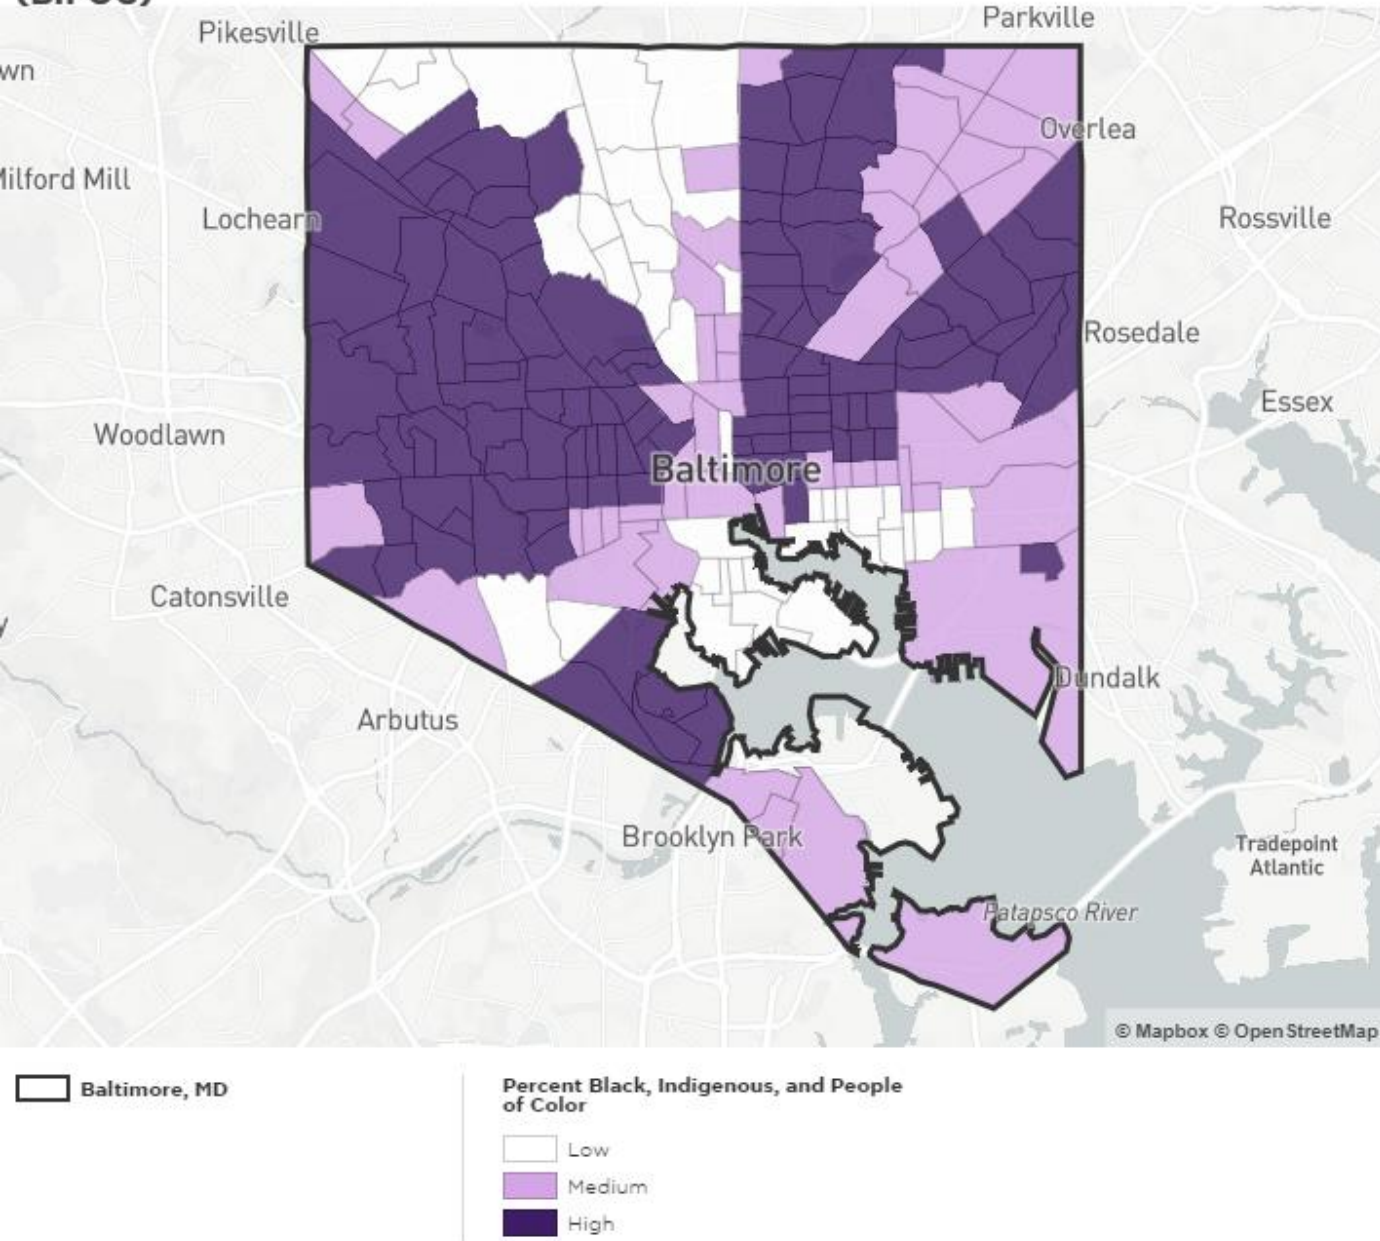 Pikesville
Parkville
wn
Overlea
Milford Mill
Lochearn
Rossville
Rosedale
Essex
Woodlawn
Baltimore
Catonsville
Dundalk
Arbutus
Brooklyn Park
Tradepoint
Atlantic
Patapsco River
© Mapbox © OpenStreetMap
Baltimore, MD
Percent Black, Indigenous, and People
of Color
Low
Medium
High